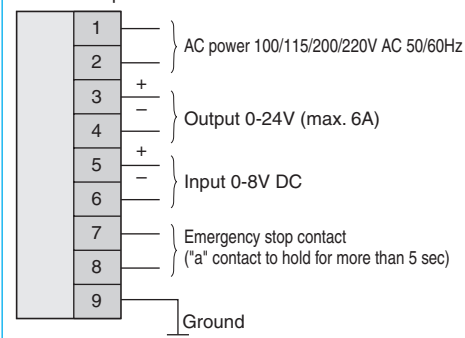 1
2
AC power 100/115/200/220V AC 50/60Hz
3
+
–
4
Output 0-24V (max. 6A)
5
+
–
6
Input 0-8V DC
7
8
Emergency stop contact
("a" contact to hold for more than 5 sec)
9
Ground